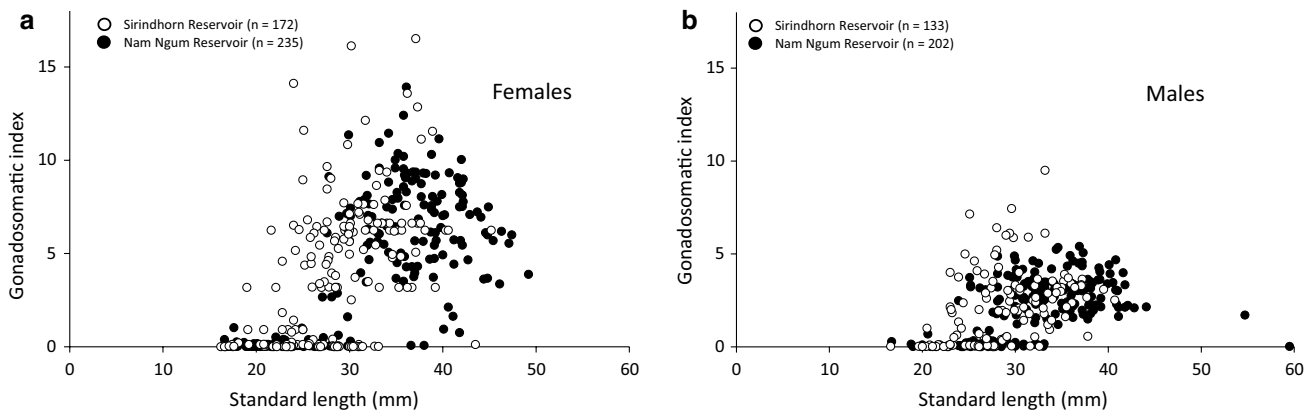 a
Sirindhorn Reservoir (n = 172)
Nam Ngum Reservoir (n = 235)
Females
Gonadosomatic index
15
10
5
0
0 10 20 30 40 50 60
Standard length (mm)
b
Sirindhorn Reservoir (n = 133)
Nam Ngum Reservoir (n = 202)
Males
Gonadosomatic index
15
10
5
0
0 10 20 30 40 50 60
Standard length (mm)